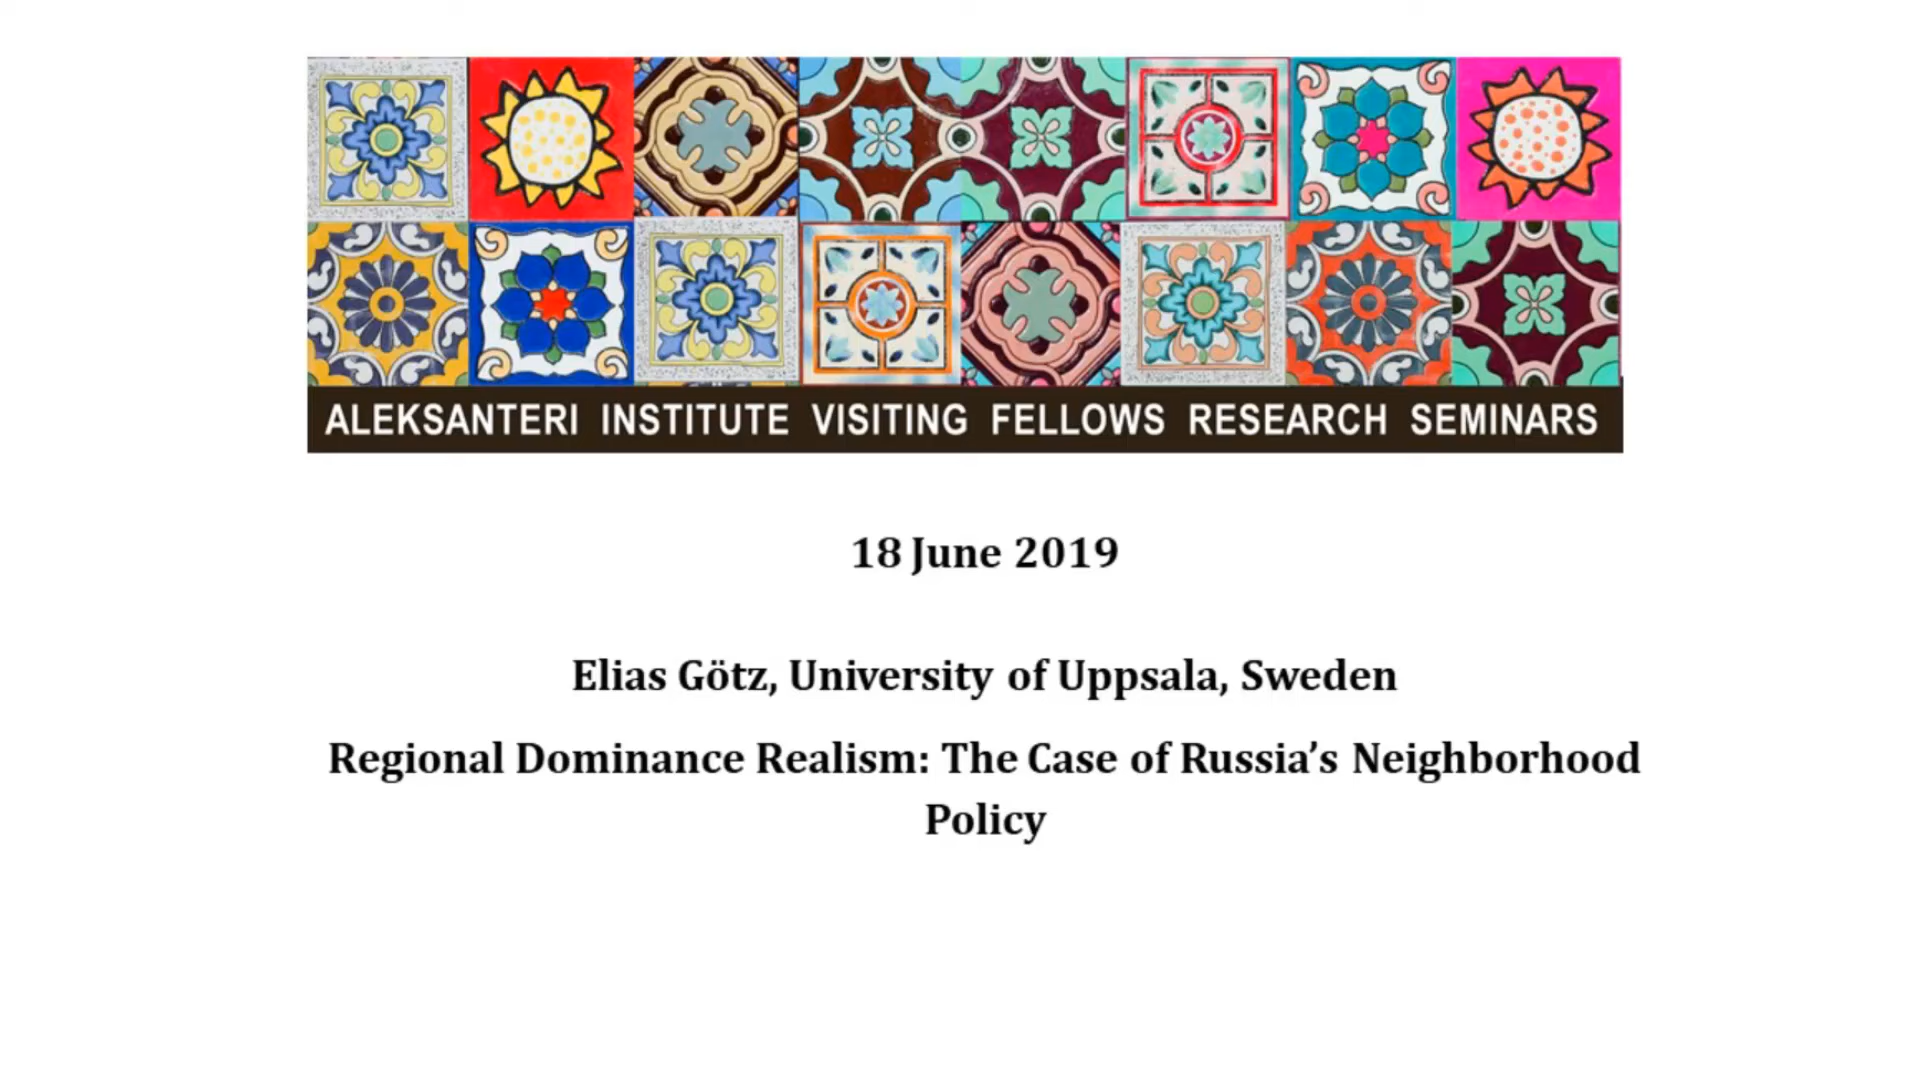 ALEKSANTERI INSTITUTE VISITING FELLOWS RESEARCH SEMINARS
18 June 2019
Elias Götz, University of Uppsala, Sweden
Regional Dominance Realism: The Case of Russia’s Neighborhood
Policy